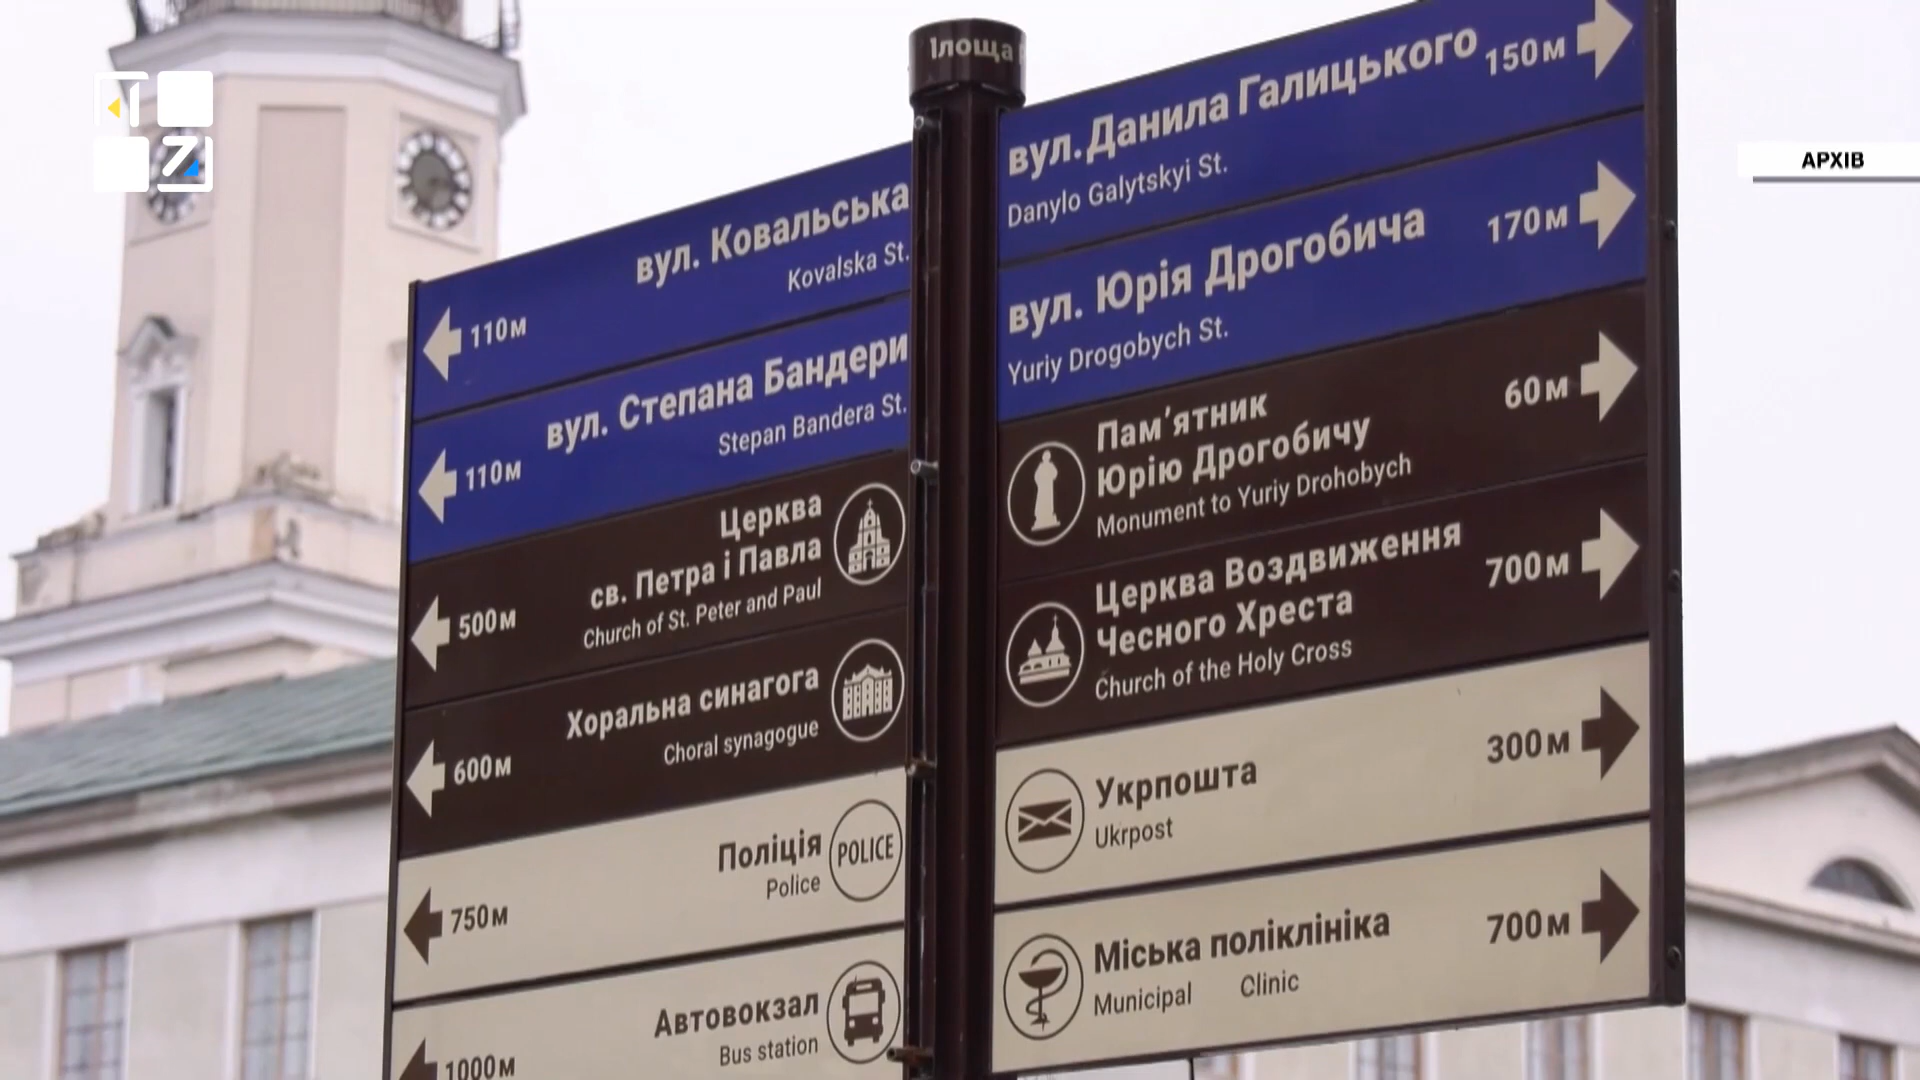 АРХІВ
Площа
вул. Ковальська
Kovalska St.
110м
вул. Степана Бандери
Stepan Bandera St.
110м
Церква
св. Петра і Павла
Church of St. Peter and Paul
500м
Хоральна синагога
Choral synagogue
600м
Поліція
Police
POLICE
750м
Автовокзал
Bus station
1000м
вул. Данила Галицького
Danylo Galytskyi St.
150м
вул. Юрія Дрогобича
Yuriy Drogobych St.
170м
Пам’ятник
Юрію Дрогобичу
Monument to Yuriy Drohobych
60м
Церква Воздвиження
Чесного Хреста
Church of the Holy Cross
700м
Укрпошта
Ukrpost
300м
Міська поліклініка
Municipal Clinic
700м